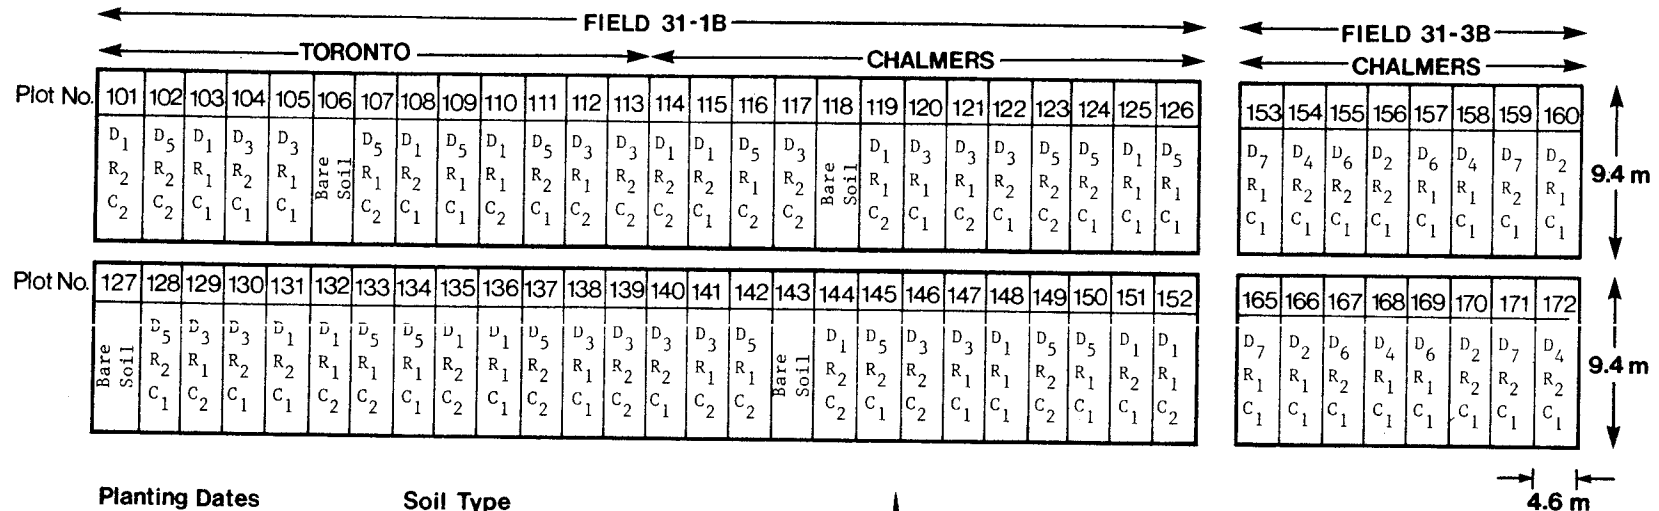 FIELD 31-1B FIELD 31-3B
TORONTO CHALMERS CHALMERS
Plot No. 101 102 103 104 105 106 107 108 109 110 111 112 113 114 115 116 117 118 119 120 121 122 123 124 125 126 153 154 155 156 157 158 159 160
D1 D5 D1 D3 D3 Bare Soil D5 D1 D5 D1 D5 D3 D3 D1 D1 D5 D3 Bare Soil D1 D3 D3 D3 D5 D5 D1 D5 D7 D4 D6 D2 D6 D4 D7 D2
R2 R2 R1 R2 R1 R1 R2 R1 R1 R2 R1 R2 R2 R2 R1 R2 R1 R1 R2 R1 R2 R2 R1 R1 R1 R2 R2 R2 R1 R1 R2 R1 9.4 m
C2 C2 C1 C1 C1 C2 C1 C1 C2 C1 C2 C2 C2 C1 C2 C1 C2 C1 C2 C2 C2 C1 C1 C1 C1 C1 C1 C1 C1 C1 C1 C1
Plot No. 127 128 129 130 131 132 133 134 135 136 137 138 139 140 141 142 143 144 145 146 147 148 149 150 151 152 165 166 167 168 169 170 171 172
Bare Soil D5 D3 D3 D1 D1 D5 D5 D1 D1 D5 D3 D3 D3 D3 D5 Bare Soil D1 D5 D3 D3 D1 D5 D5 D1 D1 D7 D2 D6 D4 D6 D2 D7 D4
R2 R1 R2 R2 R1 R1 R1 R2 R1 R2 R1 R2 R2 R1 R1 R2 R2 R2 R1 R1 R2 R1 R2 R1 R1 R1 R2 R1 R1 R2 R2 R2 9.4 m
C1 C2 C1 C1 C2 C2 C1 C2 C1 C2 C1 C2 C1 C2 C2 C2 C1 C2 C1 C1 C2 C1 C1 C2 C1 C1 C1 C1 C1 C1 C1 C1
4.6 m
Planting Dates Soil Type